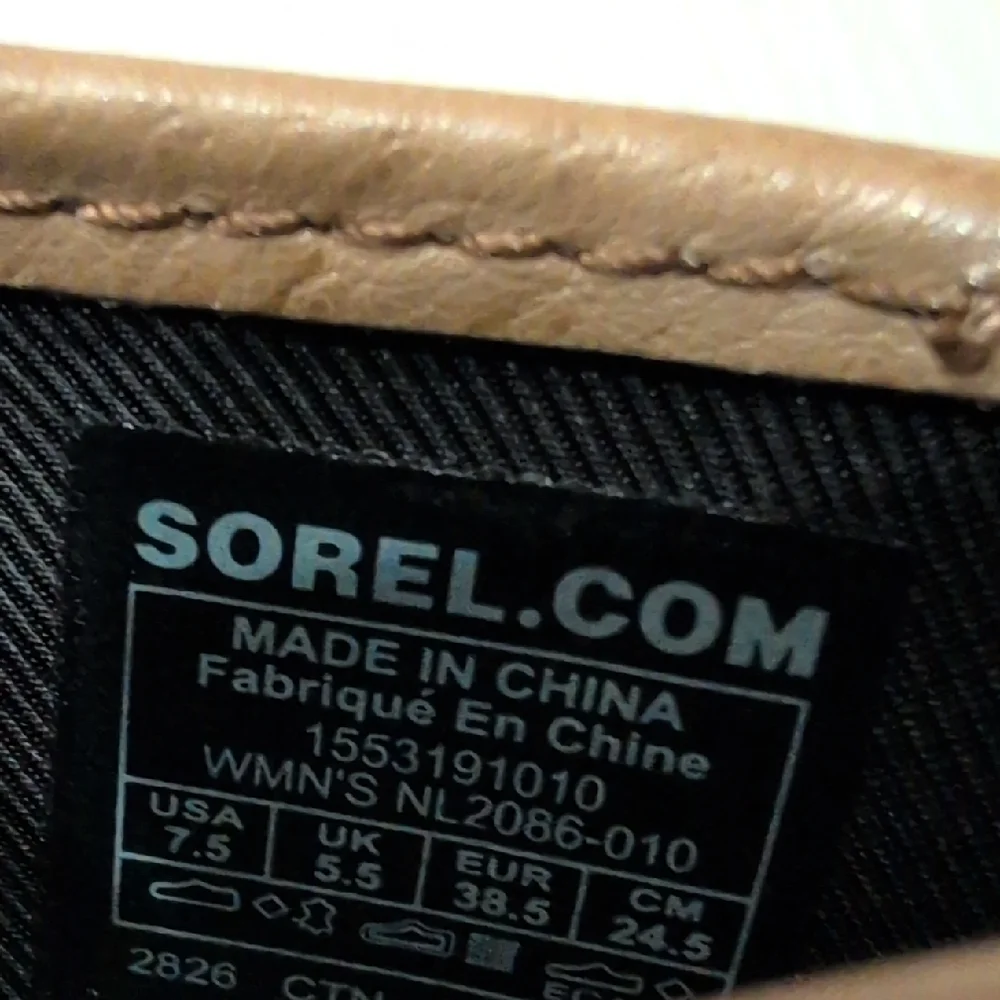 SOREL.COM
MADE IN CHINA
Fabriqué En Chine
1553191010
WMN'S NL2086-010
USA UK EUR CM
7.5 5.5 38.5 24.5
2826 CTN